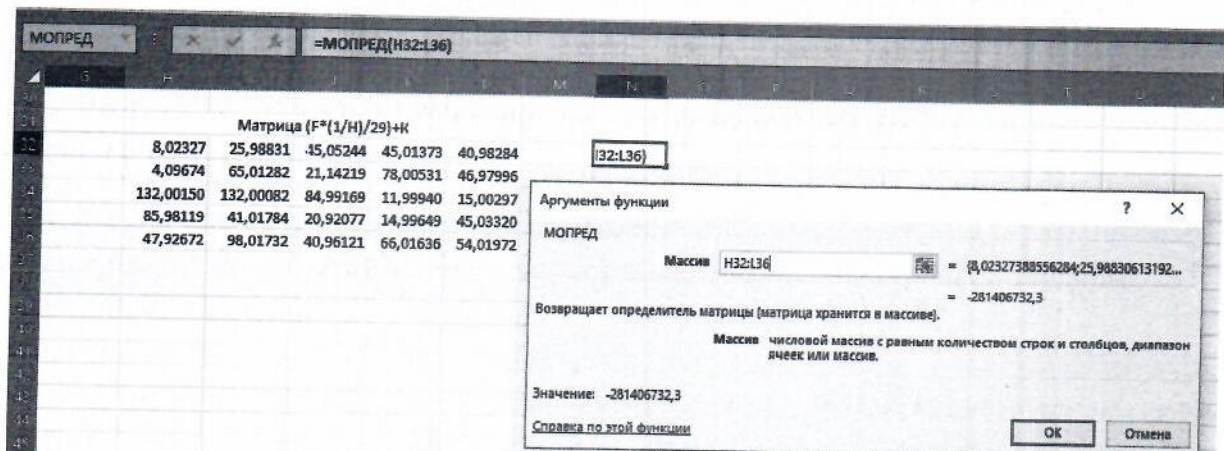 МОПРЕД =МОПРЕД(H32:L36)
G H M N
Матрица (F*(1/H)/29)+К
8,02327 25,98831 45,05244 45,01373 40,98284 I32:L36)
4,09674 65,01282 21,14219 78,00531 46,97996
132,00150 132,00082 84,99169 11,99940 15,00297
85,98119 41,01784 20,92077 14,99649 45,03320
47,92672 98,01732 40,96121 66,01636 54,01972
Аргументы функции ? ×
МОПРЕД
Массив H32:L36 = {8,02327388556284;25,98830613192...
= -281406732,3
Возвращает определитель матрицы (матрица хранится в массиве).
Массив числовой массив с равным количеством строк и столбцов, диапазон
ячеек или массив.
Значение: -281406732,3
Справка по этой функции OK Отмена